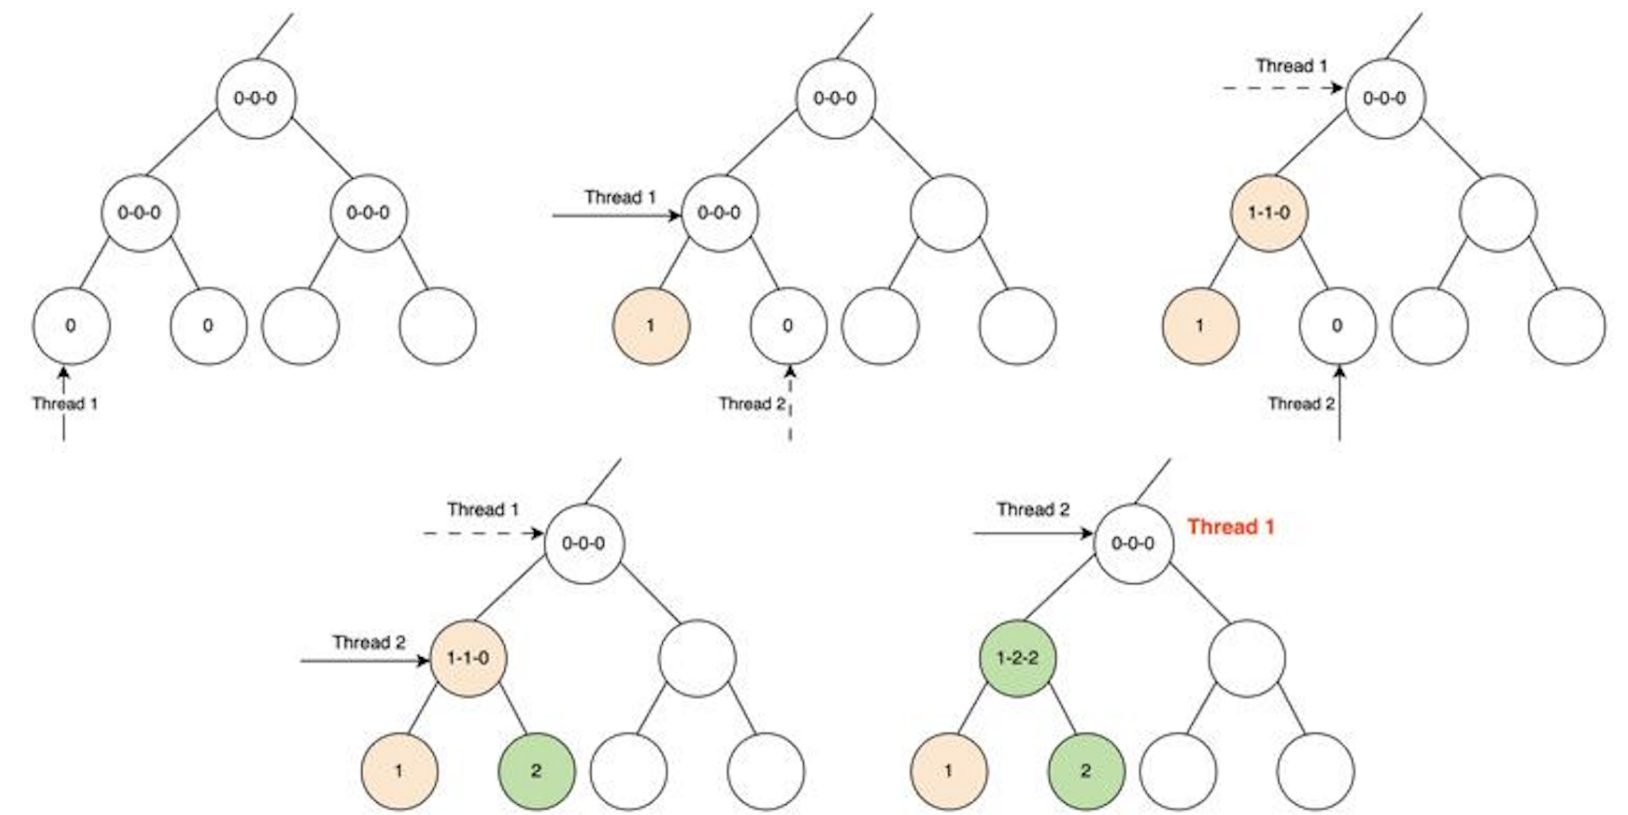 0-0-0
0-0-0 0-0-0
0 0
Thread 1
0-0-0
Thread 1 0-0-0
1 0
Thread 2
Thread 1 0-0-0
1-1-0
1 0
Thread 2
Thread 1 0-0-0
Thread 2 1-1-0
1 2
Thread 2 0-0-0 Thread 1
1-2-2
1 2